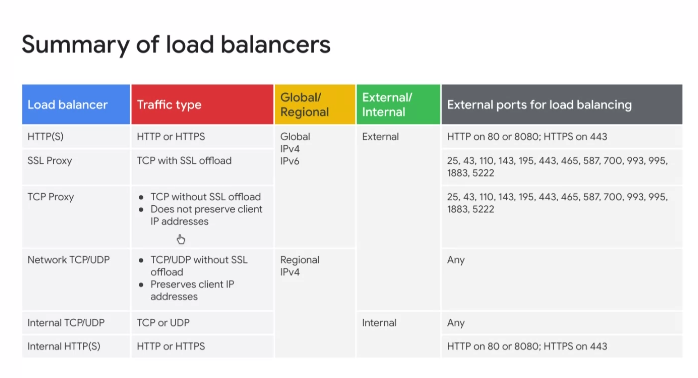 Summary of load balancers
Load balancer
Traffic type
Global/
Regional
External/
Internal
External ports for load balancing
HTTP(S)
HTTP or HTTPS
Global
IPv4
IPv6
External
HTTP on 80 or 8080; HTTPS on 443
SSL Proxy
TCP with SSL offload
25, 43, 110, 143, 195, 443, 465, 587, 700, 993, 995,
1883, 5222
TCP Proxy
● TCP without SSL offload
● Does not preserve client
IP addresses
25, 43, 110, 143, 195, 443, 465, 587, 700, 993, 995,
1883, 5222
Network TCP/UDP
● TCP/UDP without SSL
offload
● Preserves client IP
addresses
Regional
IPv4
Any
Internal TCP/UDP
TCP or UDP
Internal
Any
Internal HTTP(S)
HTTP or HTTPS
HTTP on 80 or 8080; HTTPS on 443